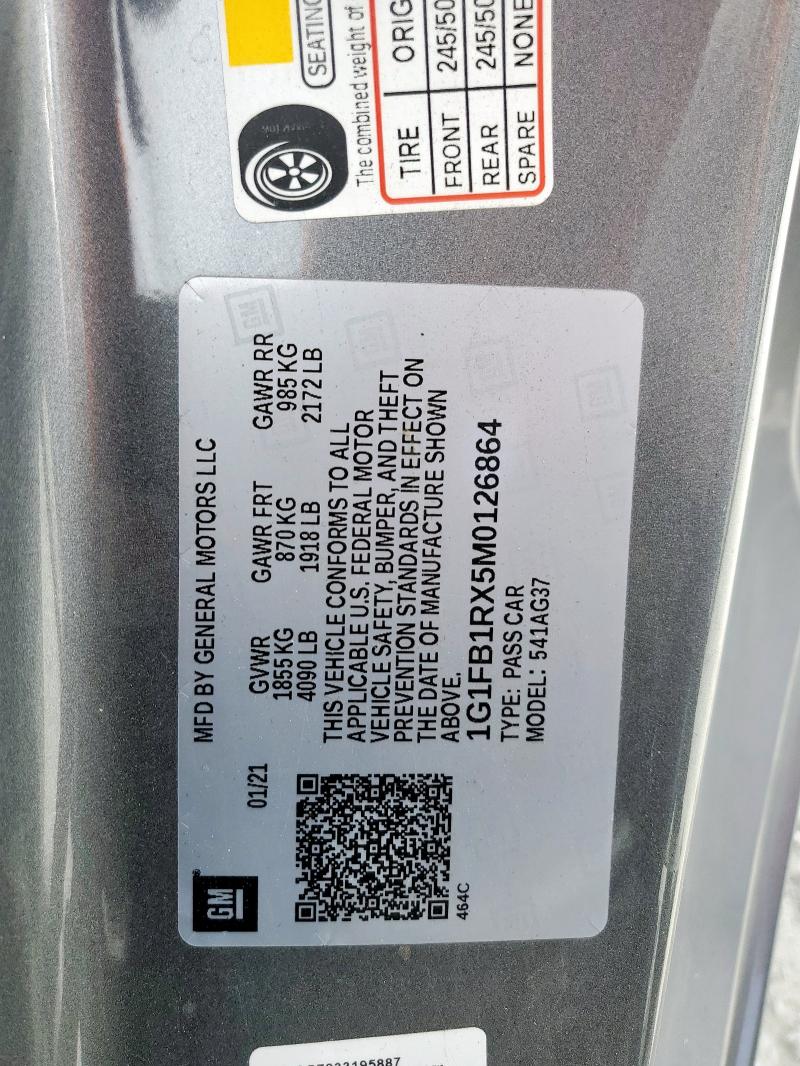 MFD BY GENERAL MOTORS LLC
01/21
GVWR GAWR FRT GAWR RR
1855 KG 870 KG 985 KG
4090 LB 1918 LB 2172 LB
THIS VEHICLE CONFORMS TO ALL
APPLICABLE U.S. FEDERAL MOTOR
VEHICLE SAFETY, BUMPER, AND THEFT
PREVENTION STANDARDS IN EFFECT ON
THE DATE OF MANUFACTURE SHOWN
ABOVE.
1G1FB1RX5M0126864
TYPE: PASS CAR
MODEL: 541AG37
GM
464C
SEATING
The combined weight of
TIRE ORIG
FRONT 245/50
REAR 245/50
SPARE NONE